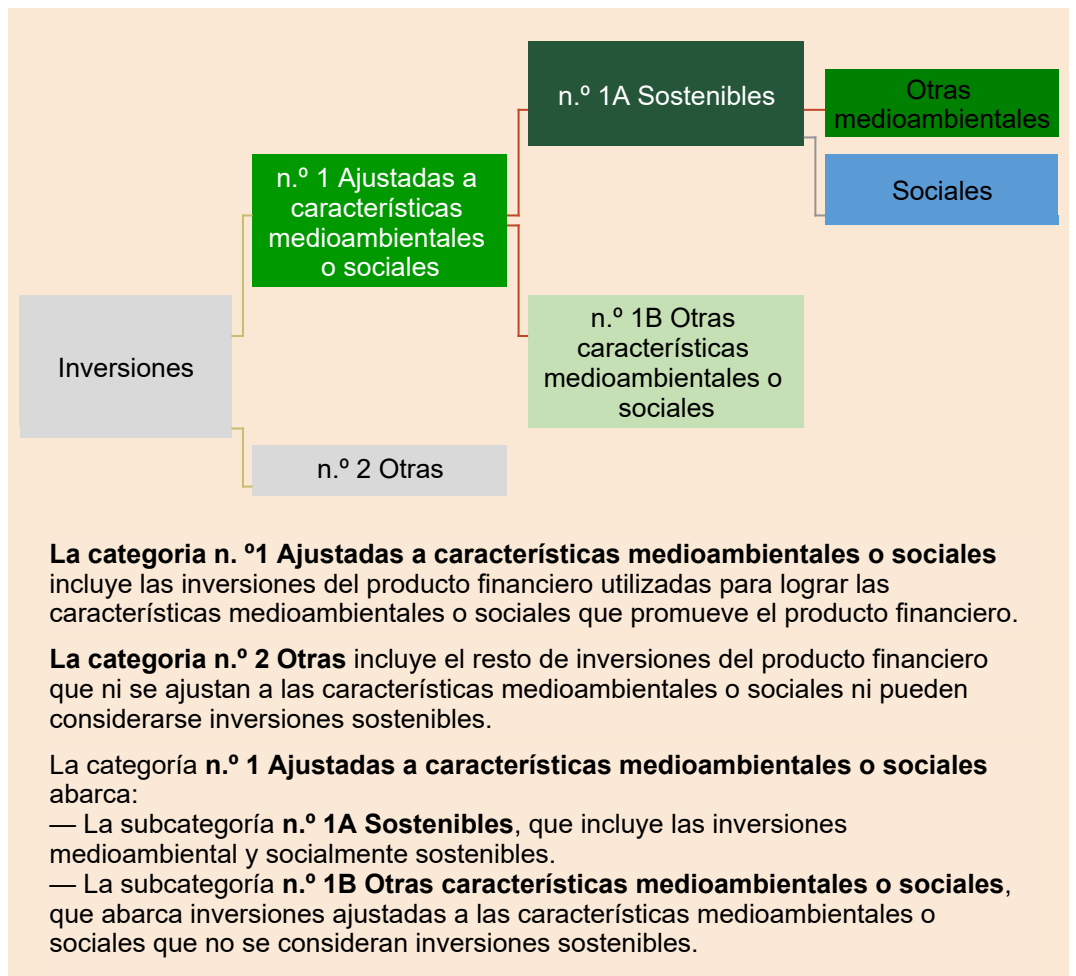 n.º 1A Sostenibles
Otras
medioambientales
Sociales
n.º 1 Ajustadas a
características
medioambientales
o sociales
n.º 1B Otras
características
medioambientales o
sociales
Inversiones
n.º 2 Otras
La categoria n. º1 Ajustadas a características medioambientales o sociales
incluye las inversiones del producto financiero utilizadas para lograr las
características medioambientales o sociales que promueve el producto financiero.
La categoria n.º 2 Otras incluye el resto de inversiones del producto financiero
que ni se ajustan a las características medioambientales o sociales ni pueden
considerarse inversiones sostenibles.
La categoría n.º 1 Ajustadas a características medioambientales o sociales
abarca:
— La subcategoría n.º 1A Sostenibles, que incluye las inversiones
medioambiental y socialmente sostenibles.
— La subcategoría n.º 1B Otras características medioambientales o sociales,
que abarca inversiones ajustadas a las características medioambientales o
sociales que no se consideran inversiones sostenibles.